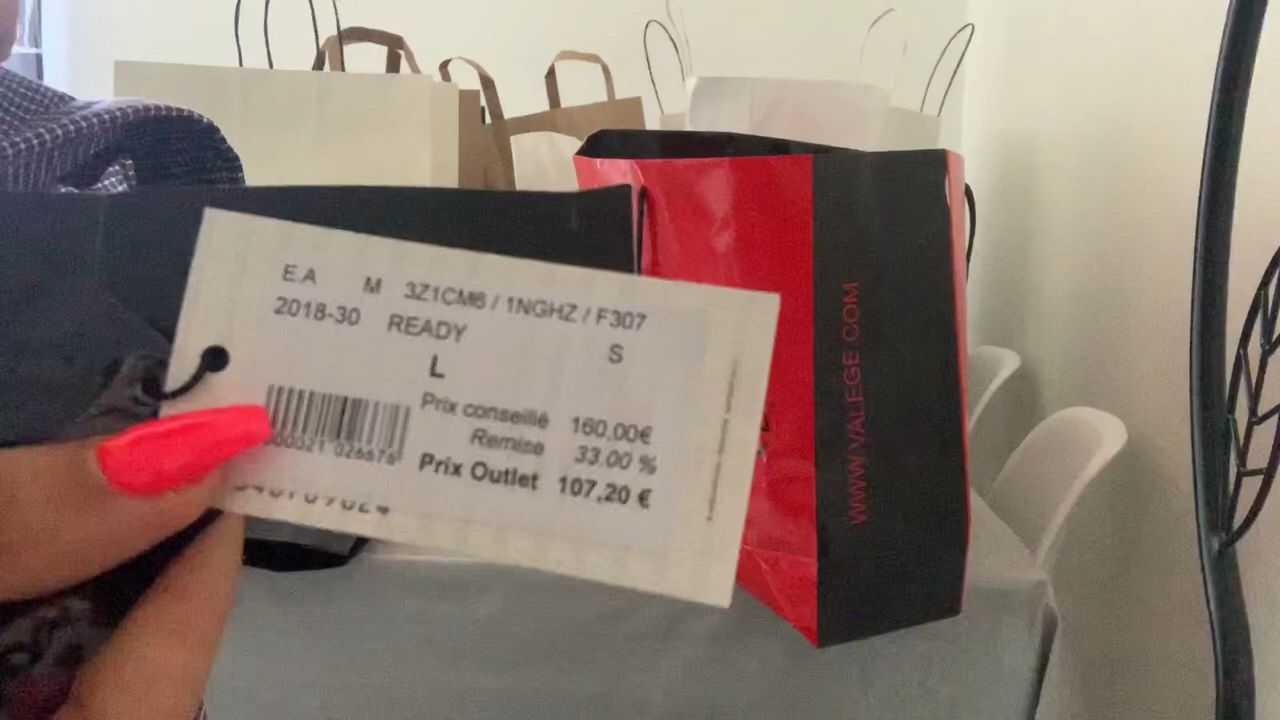 E.A M 3Z1CM6 / 1NGHZ / F307
2018-30 READY S
L
Prix conseillé 160,00€
Remise 33.00 %
Prix Outlet 107,20 €
WWW.VALEGE.COM